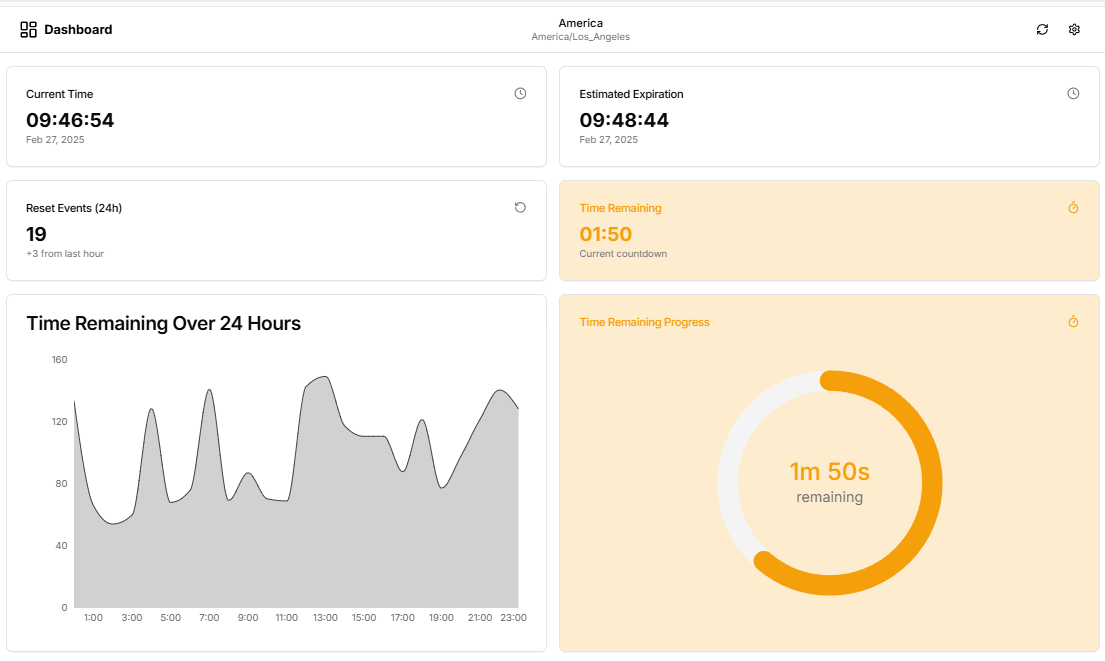 Dashboard
America
America/Los_Angeles
Current Time
09:46:54
Feb 27, 2025
Estimated Expiration
09:48:44
Feb 27, 2025
Reset Events (24h)
19
+3 from last hour
Time Remaining
01:50
Current countdown
Time Remaining Over 24 Hours
160
120
80
40
0
1:00 3:00 5:00 7:00 9:00 11:00 13:00 15:00 17:00 19:00 21:00 23:00
Time Remaining Progress
1m 50s
remaining